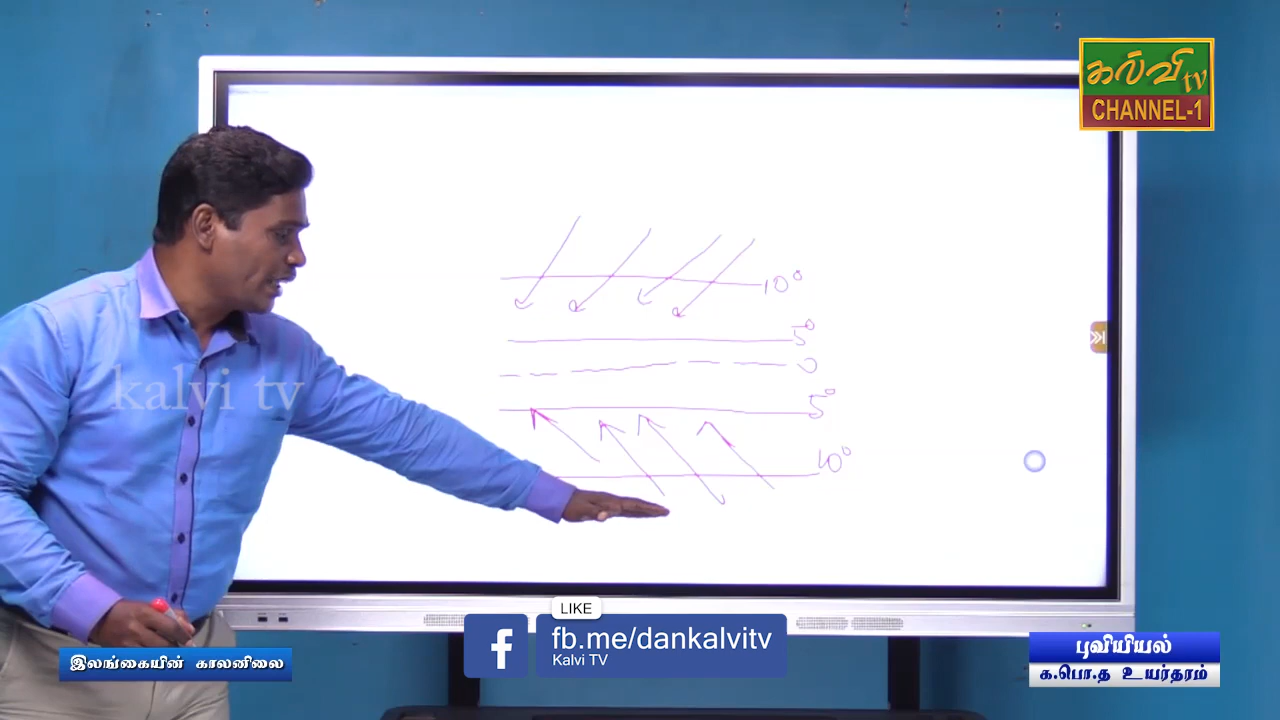 கல்வி tv
CHANNEL-1
10°
5°
0
5°
10°
kalvi tv
LIKE
fb.me/dankalvitv
Kalvi TV
இலங்கையின் காலனிலை
புவியியல்
க.பொ.த உயர்தரம்